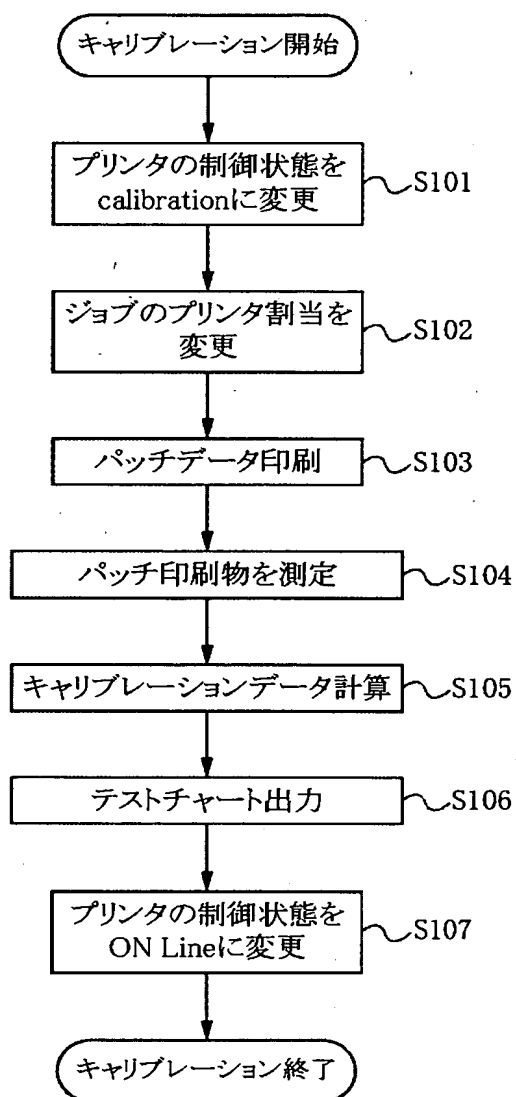 キャリブレーション開始
プリンタの制御状態を
calibrationに変更
S101
ジョブのプリンタ割当を
変更
S102
パッチデータ印刷
S103
パッチ印刷物を測定
S104
キャリブレーションデータ計算
S105
テストチャート出力
S106
プリンタの制御状態を
ON Lineに変更
S107
キャリブレーション終了